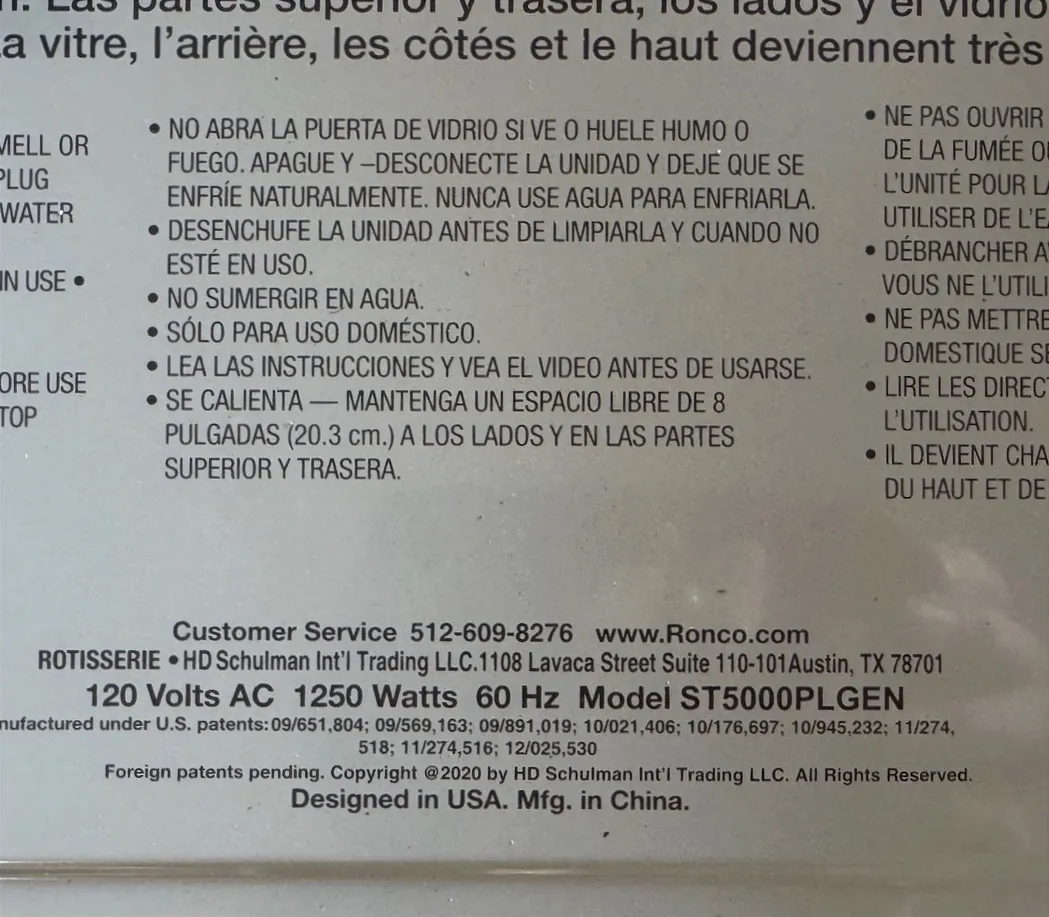 n. Las partes superior y trasera, los lados y el vidrio
La vitre, l'arrière, les côtés et le haut deviennent très
MELL OR
PLUG
WATER
IN USE •
ORE USE
TOP
• NO ABRA LA PUERTA DE VIDRIO SI VE O HUELE HUMO O
FUEGO. APAGUE Y –DESCONECTE LA UNIDAD Y DEJE QUE SE
ENFRÍE NATURALMENTE. NUNCA USE AGUA PARA ENFRIARLA.
• DESENCHUFE LA UNIDAD ANTES DE LIMPIARLA Y CUANDO NO
ESTÉ EN USO.
• NO SUMERGIR EN AGUA.
• SÓLO PARA USO DOMÉSTICO.
• LEA LAS INSTRUCCIONES Y VEA EL VIDEO ANTES DE USARSE.
• SE CALIENTA — MANTENGA UN ESPACIO LIBRE DE 8
PULGADAS (20.3 cm.) A LOS LADOS Y EN LAS PARTES
SUPERIOR Y TRASERA.
• NE PAS OUVRIR
DE LA FUMÉE OU
L'UNITÉ POUR LA
UTILISER DE L'EA
• DÉBRANCHER AV
VOUS NE L'UTILI
• NE PAS METTRE
DOMESTIQUE SE
• LIRE LES DIRECT
L'UTILISATION.
• IL DEVIENT CHA
DU HAUT ET DE
Customer Service 512-609-8276 www.Ronco.com
ROTISSERIE • HD Schulman Int'l Trading LLC.1108 Lavaca Street Suite 110-101Austin, TX 78701
120 Volts AC 1250 Watts 60 Hz Model ST5000PLGEN
nufactured under U.S. patents:09/651,804; 09/569,163; 09/891,019; 10/021,406; 10/176,697; 10/945,232; 11/274,
518; 11/274,516; 12/025,530
Foreign patents pending. Copyright @2020 by HD Schulman Int'l Trading LLC. All Rights Reserved.
Designed in USA. Mfg. in China.